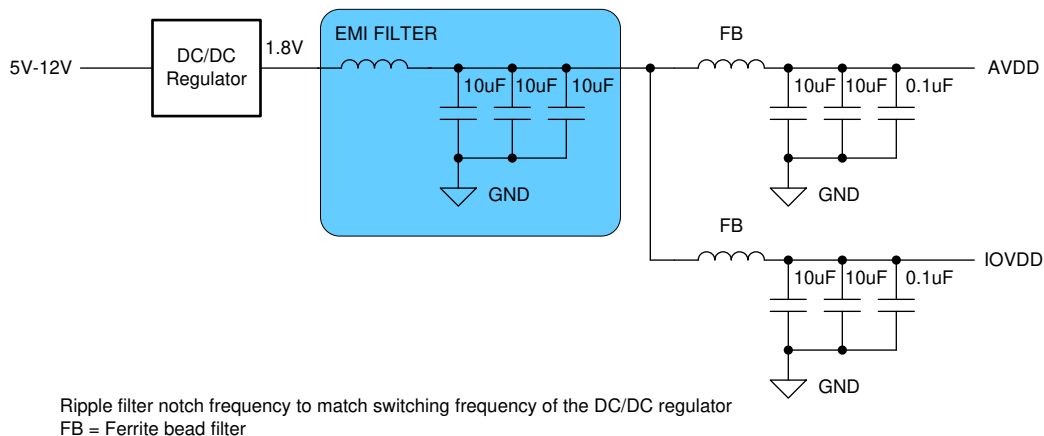 EMI FILTER
FB
5V-12V
DC/DC
Regulator
1.8V
AVDD
10uF 10uF 10uF
10uF 10uF 0.1uF
GND
GND
FB
IOVDD
10uF 10uF 0.1uF
GND
Ripple filter notch frequency to match switching frequency of the DC/DC regulator
FB = Ferrite bead filter